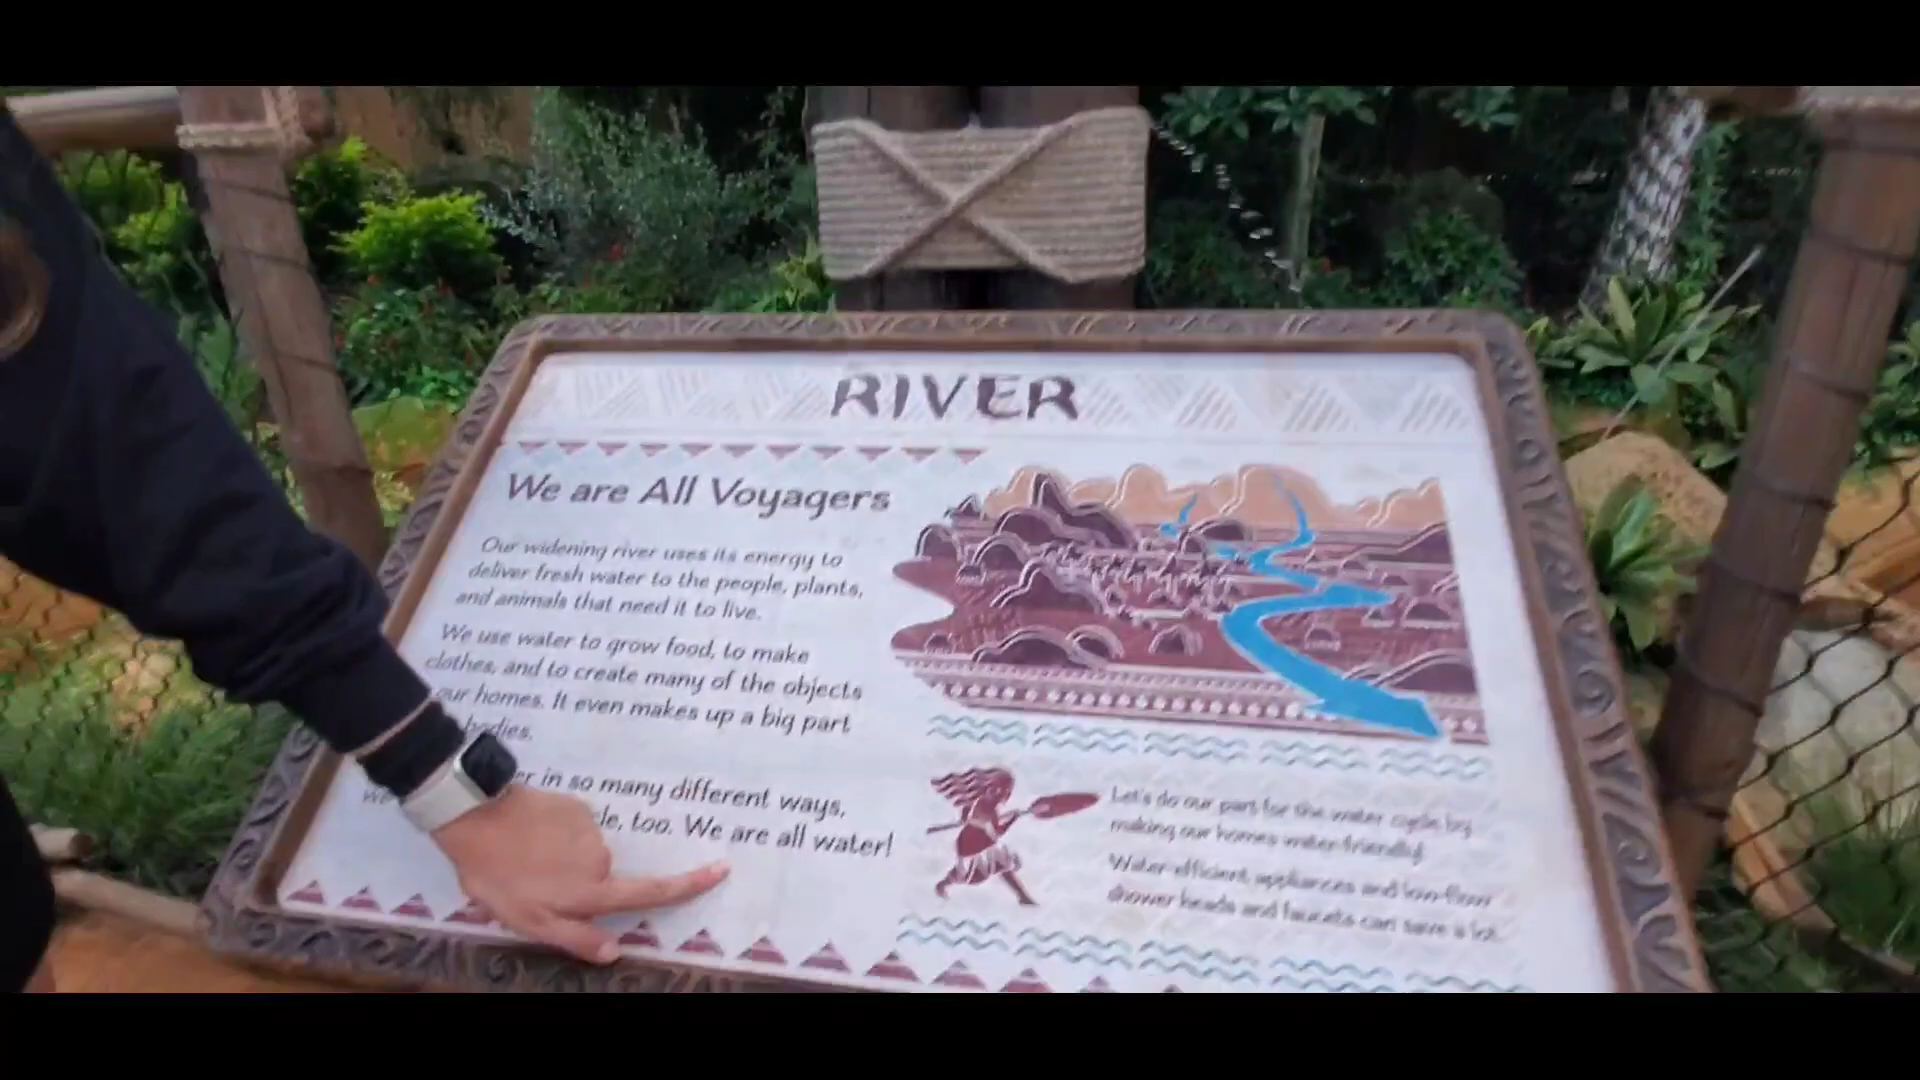 RIVER
We are All Voyagers
Our widening river uses its energy to
deliver fresh water to the people, plants,
and animals that need it to live.
We use water to grow food, to make
clothes, and to create many of the objects
our homes. It even makes up a big part
bodies.
in so many different ways,
too. We are all water!
Let's do our part for the water cycle by
making our homes water-friendly.
Water-efficient appliances and low-flow
shower heads and faucets can save a lot.